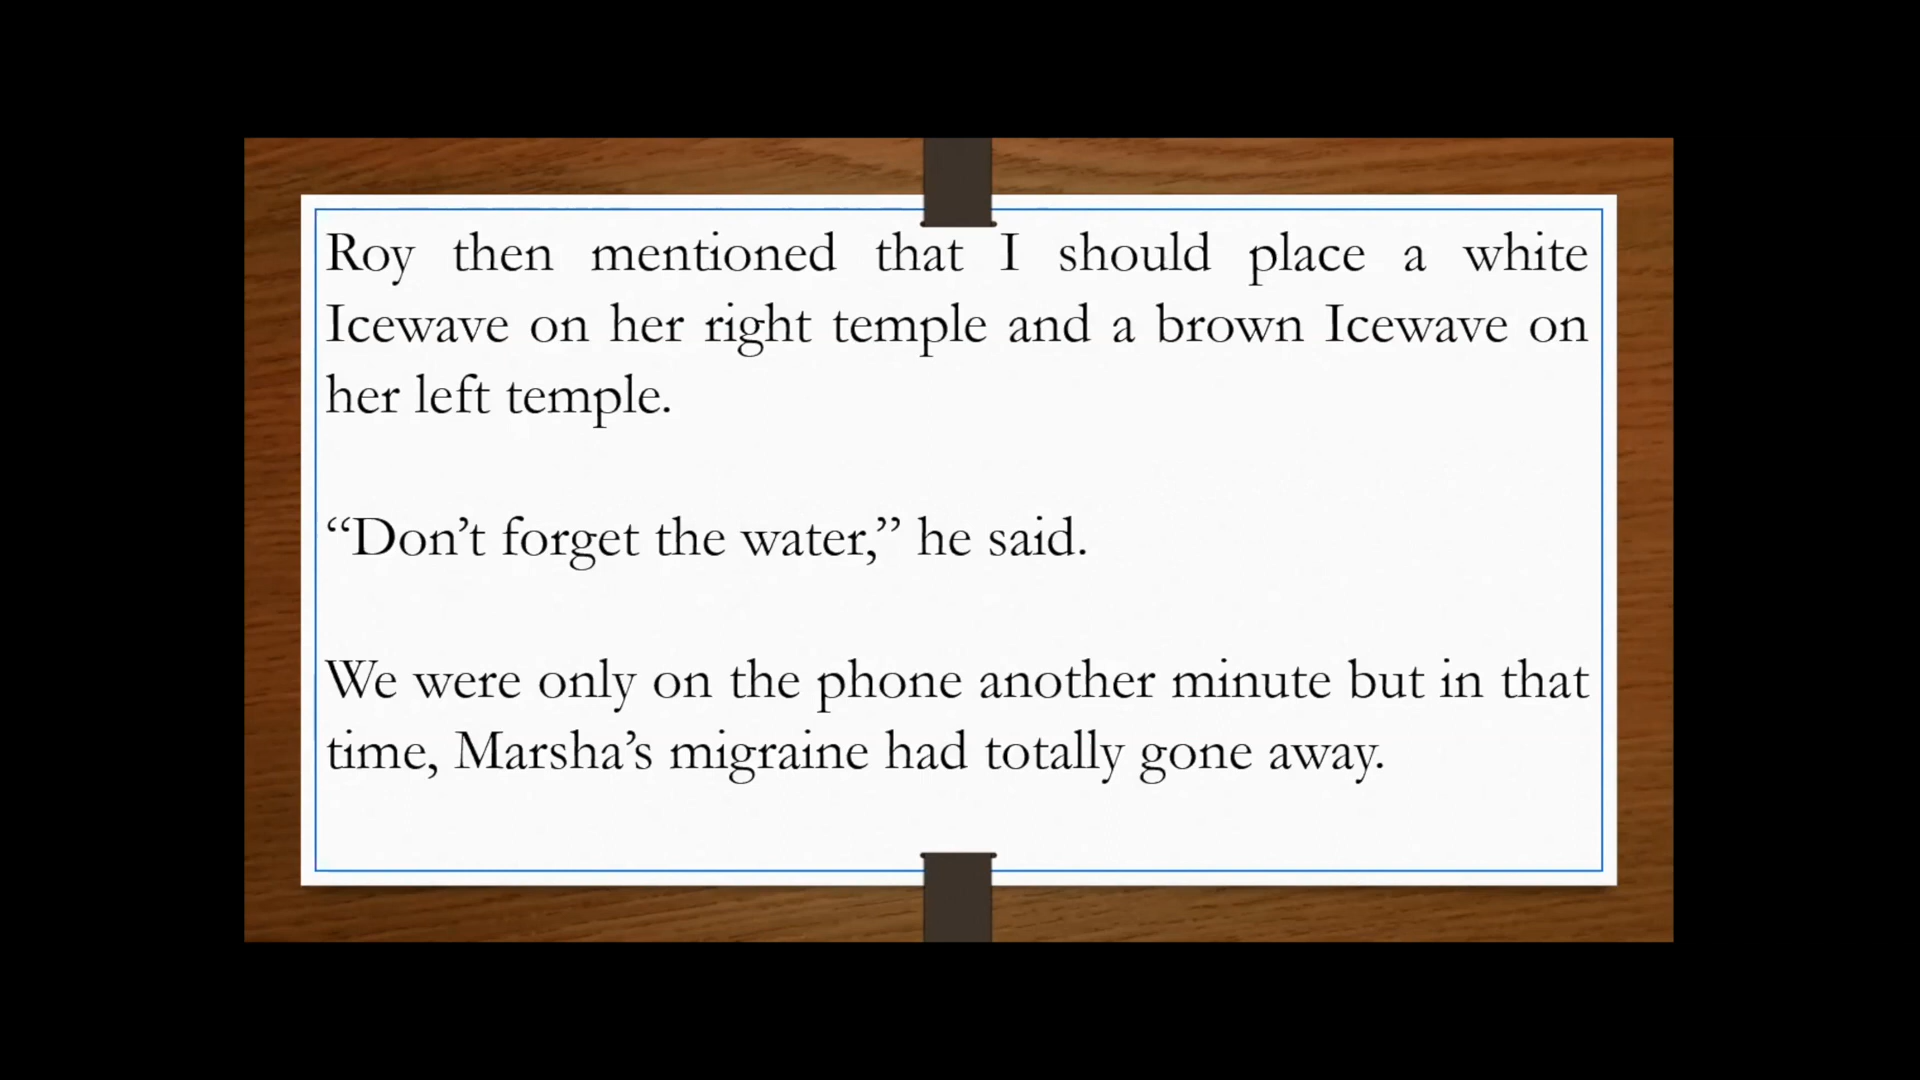 Roy then mentioned that I should place a white
Icewave on her right temple and a brown Icewave on
her left temple.
“Don’t forget the water,” he said.
We were only on the phone another minute but in that
time, Marsha’s migraine had totally gone away.